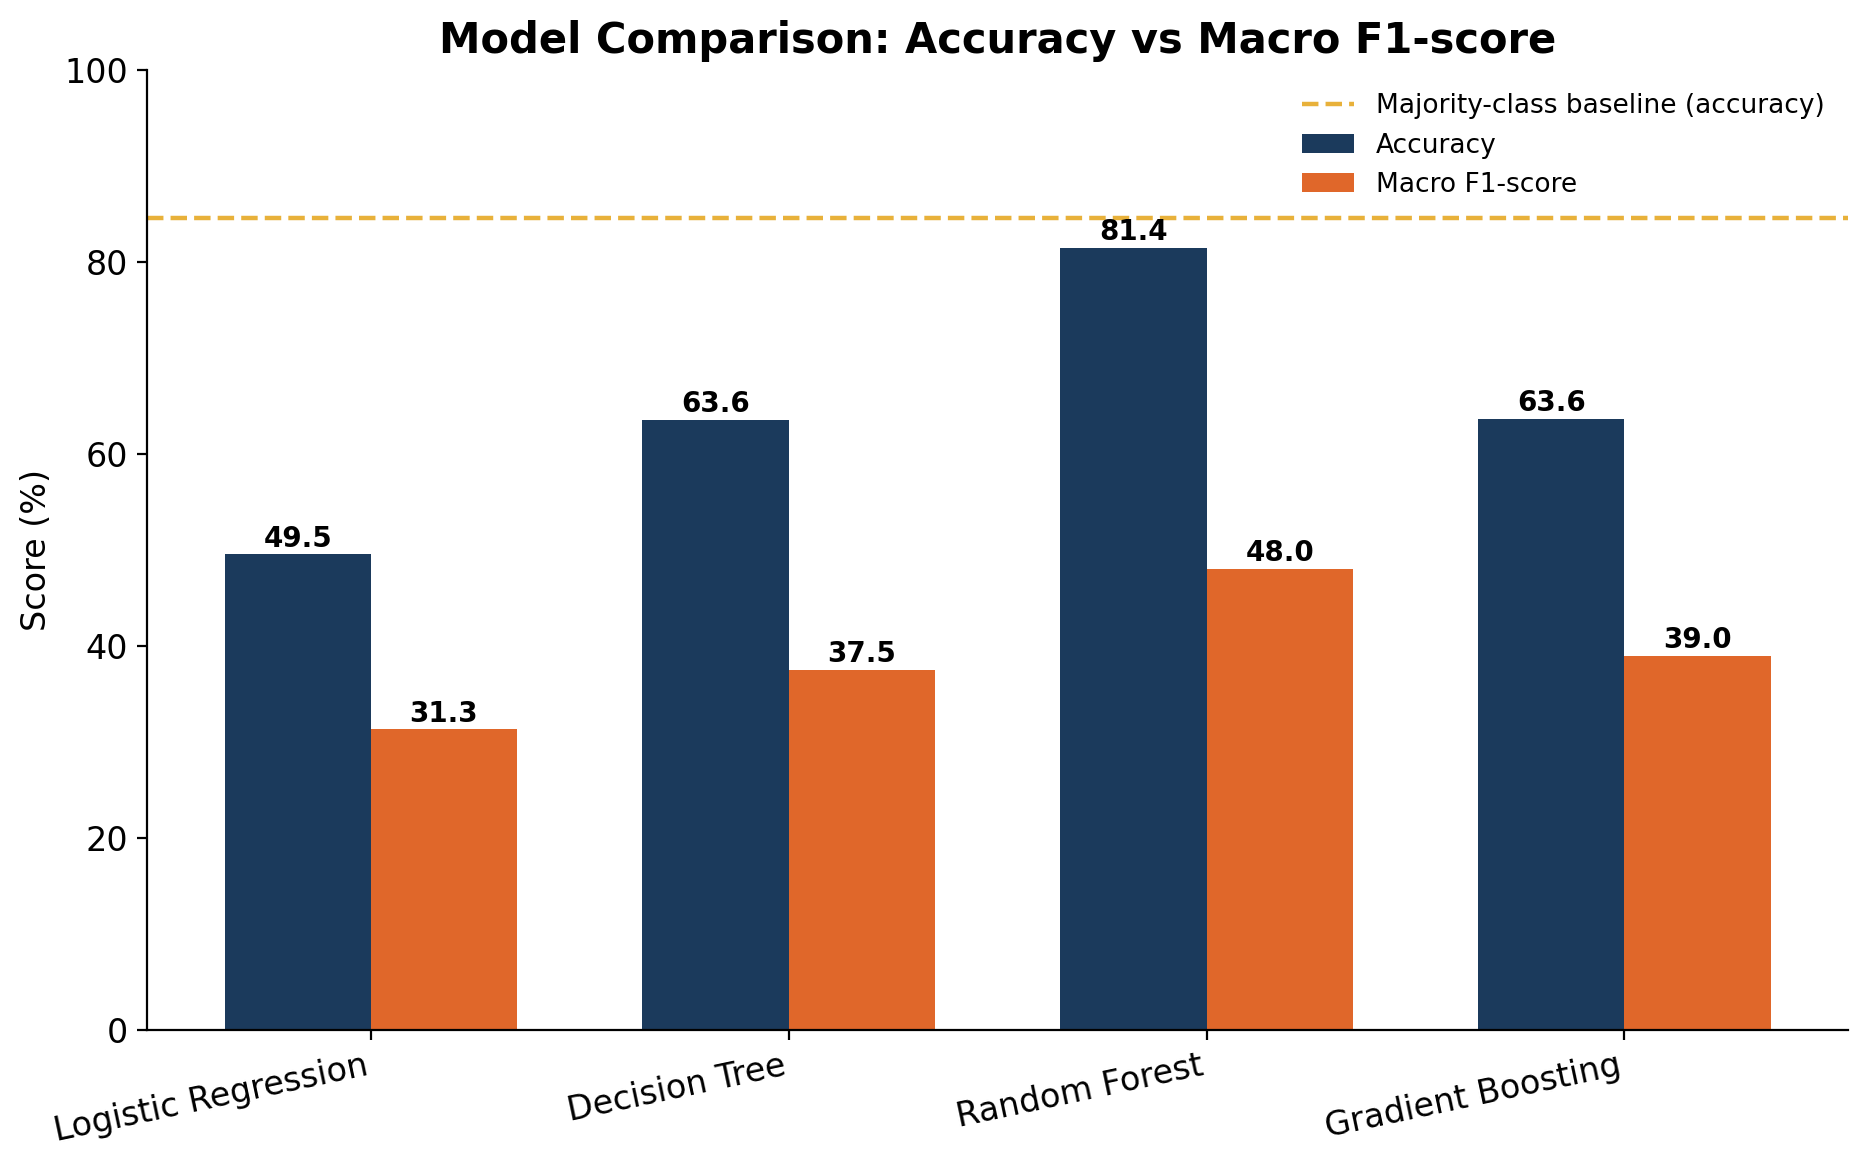 Model Comparison: Accuracy vs Macro F1-score
100
80
60
40
20
0
Score (%)
Majority-class baseline (accuracy)
Accuracy
Macro F1-score
49.5
31.3
63.6
37.5
81.4
48.0
63.6
39.0
Logistic Regression
Decision Tree
Random Forest
Gradient Boosting